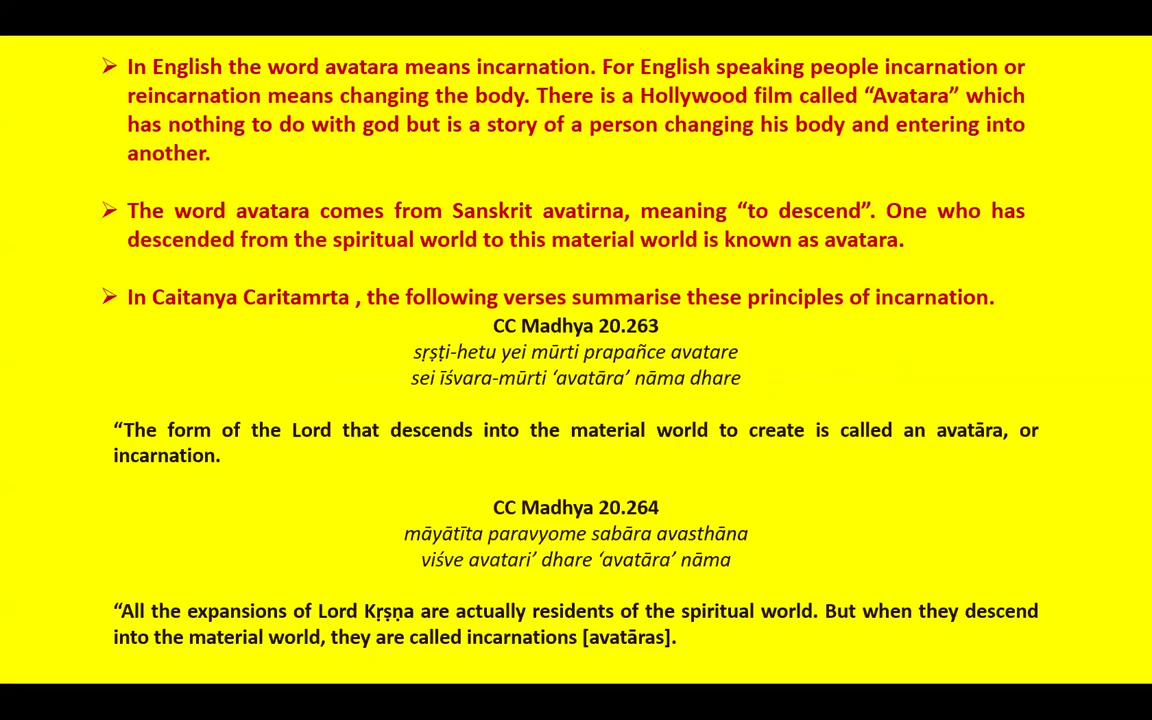 ➢ In English the word avatara means incarnation. For English speaking people incarnation or
reincarnation means changing the body. There is a Hollywood film called “Avatara” which
has nothing to do with god but is a story of a person changing his body and entering into
another.
➢ The word avatara comes from Sanskrit avatirna, meaning “to descend”. One who has
descended from the spiritual world to this material world is known as avatara.
➢ In Caitanya Caritamrta , the following verses summarise these principles of incarnation.
CC Madhya 20.263
sṛṣṭi-hetu yei mūrti prapañce avatare
sei īśvara-mūrti ‘avatāra’ nāma dhare
“The form of the Lord that descends into the material world to create is called an avatāra, or
incarnation.
CC Madhya 20.264
māyātīta paravyome sabāra avasthāna
viśve avatari’ dhare ‘avatāra’ nāma
“All the expansions of Lord Kṛṣṇa are actually residents of the spiritual world. But when they descend
into the material world, they are called incarnations [avatāras].